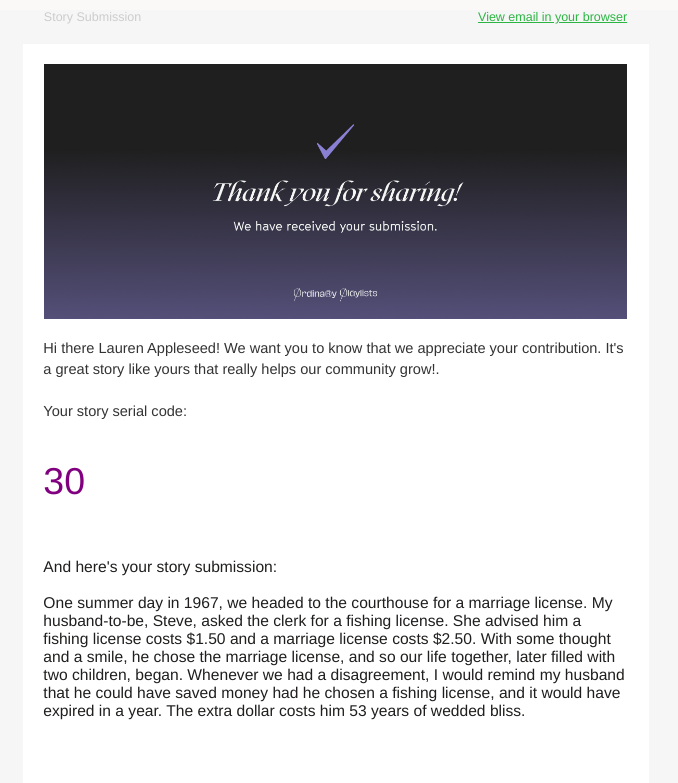 Story Submission
View email in your browser
Thank you for sharing!
We have received your submission.
Ørdinary Playlists
Hi there Lauren Appleseed! We want you to know that we appreciate your contribution. It's
a great story like yours that really helps our community grow!.
Your story serial code:
30
And here's your story submission:
One summer day in 1967, we headed to the courthouse for a marriage license. My
husband-to-be, Steve, asked the clerk for a fishing license. She advised him a
fishing license costs $1.50 and a marriage license costs $2.50. With some thought
and a smile, he chose the marriage license, and so our life together, later filled with
two children, began. Whenever we had a disagreement, I would remind my husband
that he could have saved money had he chosen a fishing license, and it would have
expired in a year. The extra dollar costs him 53 years of wedded bliss.